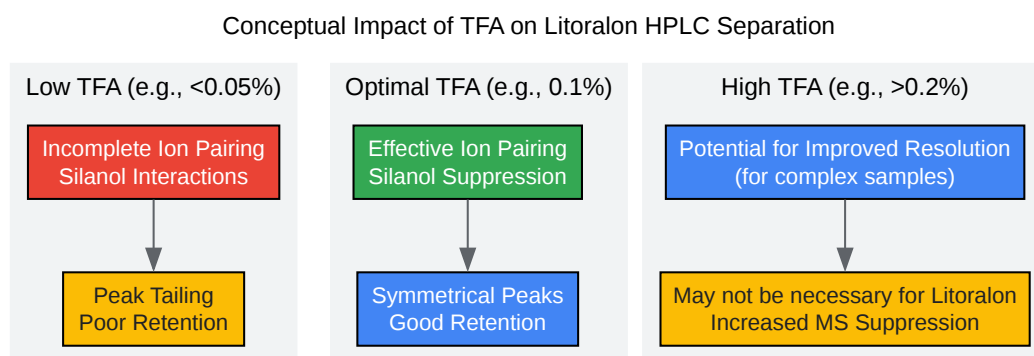 Conceptual Impact of TFA on Litoralon HPLC Separation
Low TFA (e.g., <0.05%)
Incomplete Ion Pairing
Silanol Interactions
Peak Tailing
Poor Retention
Optimal TFA (e.g., 0.1%)
Effective Ion Pairing
Silanol Suppression
Symmetrical Peaks
Good Retention
High TFA (e.g., >0.2%)
Potential for Improved Resolution
(for complex samples)
May not be necessary for Litoralon
Increased MS Suppression